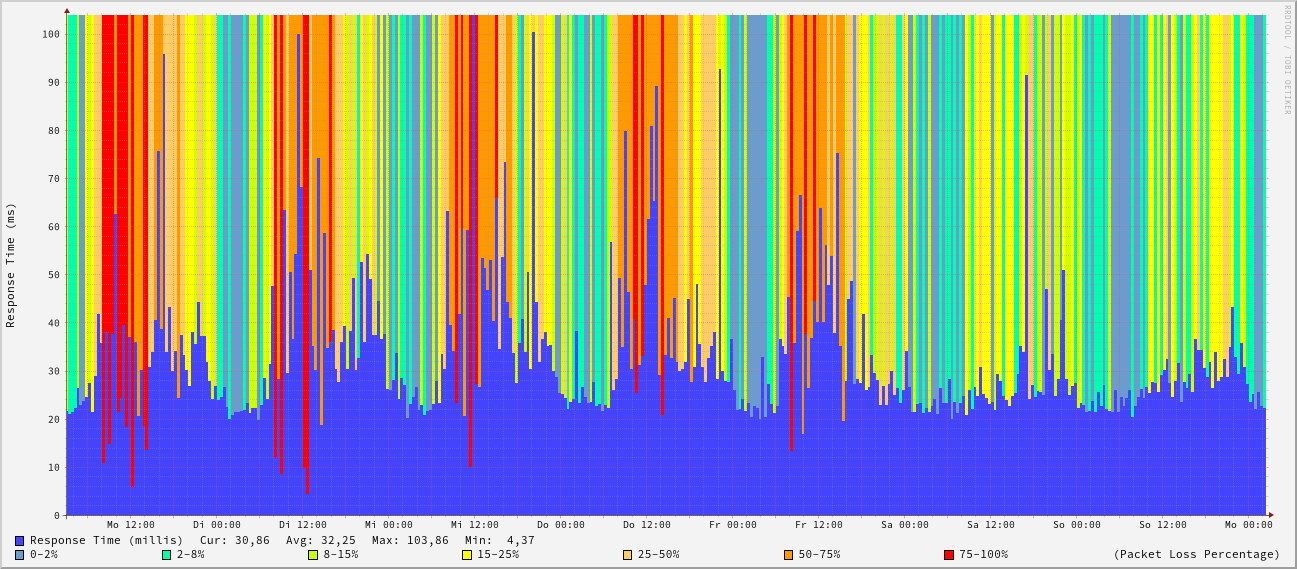 RRDTOOL / TOBI OETIKER
Response Time (ms)
100
90
80
70
60
50
40
30
20
10
0
Mo 12:00 Di 00:00 Di 12:00 Mi 00:00 Mi 12:00 Do 00:00 Do 12:00 Fr 00:00 Fr 12:00 Sa 00:00 Sa 12:00 So 00:00 So 12:00 Mo 00:00
Response Time (millis) Cur: 30,86 Avg: 32,25 Max: 103,86 Min: 4,37
0-2% 2-8% 8-15% 15-25% 25-50% 50-75% 75-100% (Packet Loss Percentage)